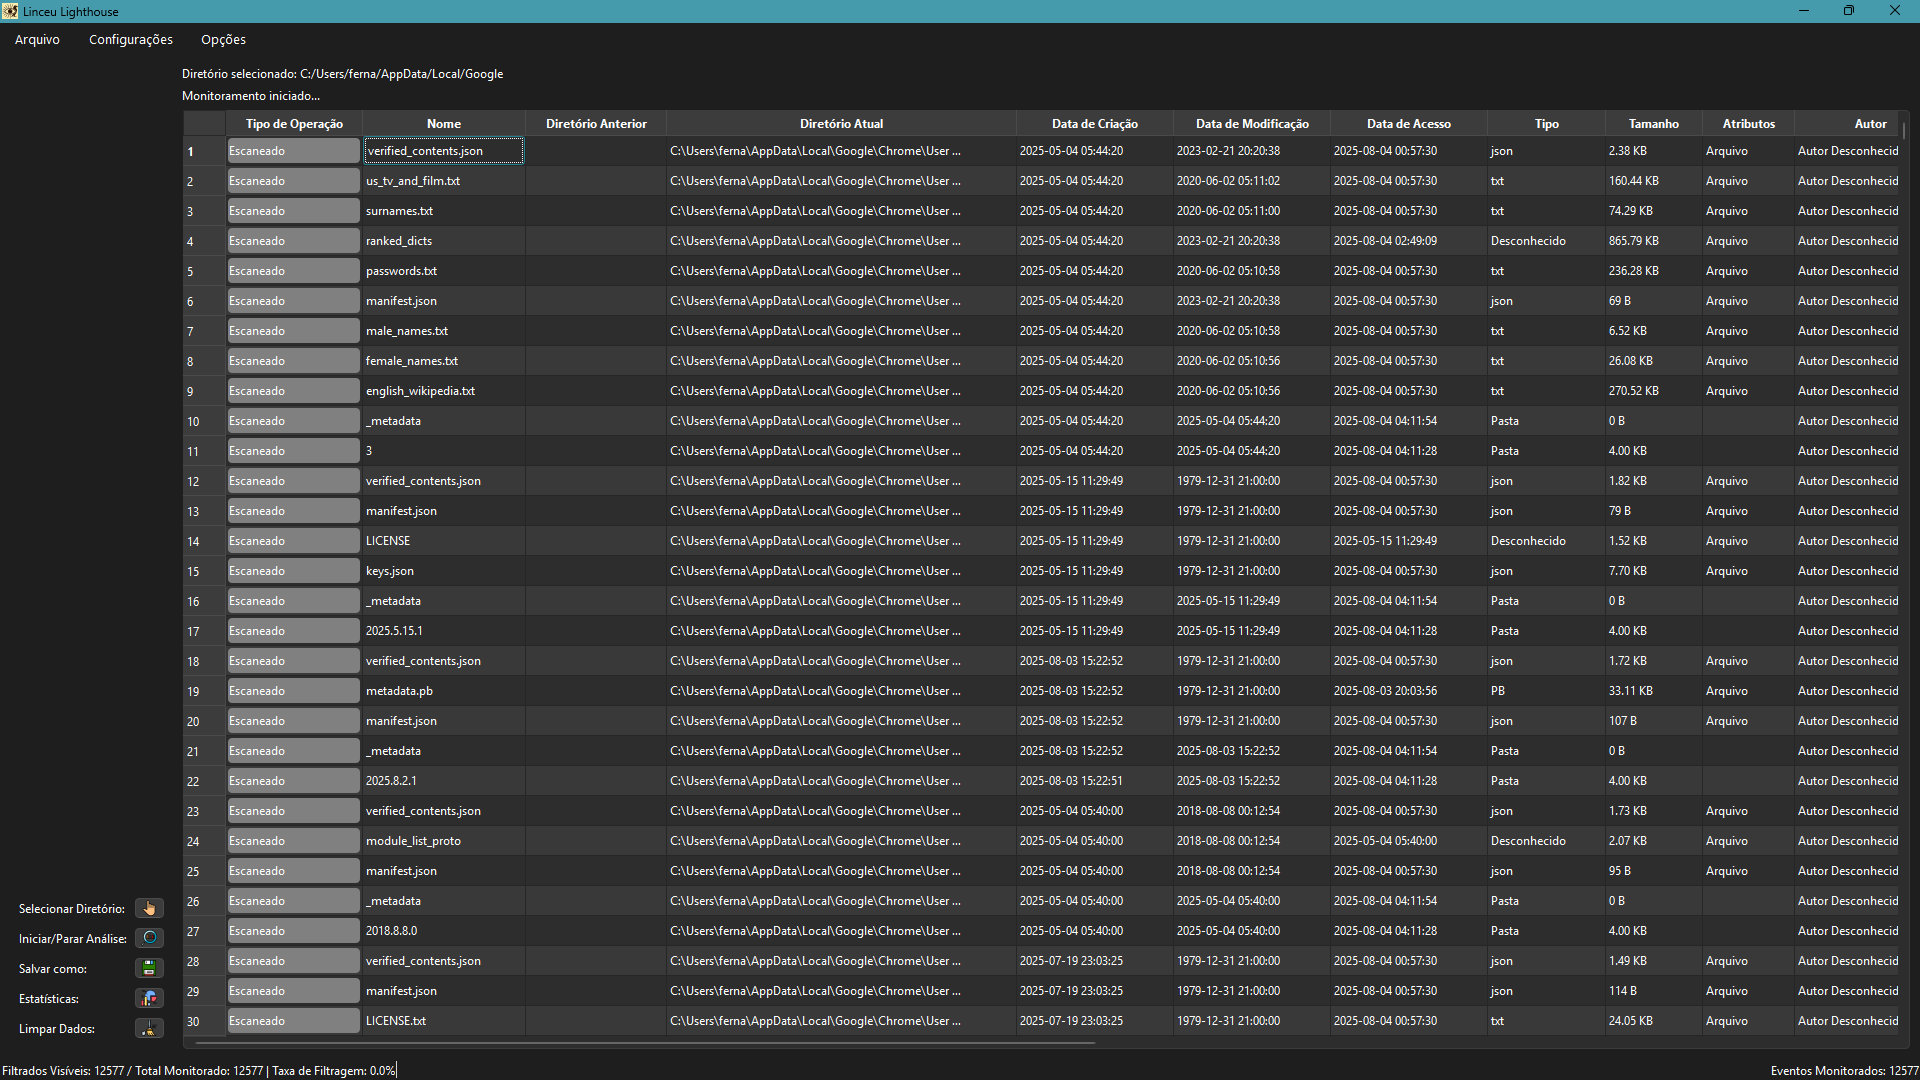 Linceu Lighthouse
Arquivo Configurações Opções
Diretório selecionado: C:/Users/ferna/AppData/Local/Google
Monitoramento iniciado...
Tipo de Operação Nome Diretório Anterior Diretório Atual Data de Criação Data de Modificação Data de Acesso Tipo Tamanho Atributos Autor
1 Escaneado verified_contents.json C:\Users\ferna\AppData\Local\Google\Chrome\User ... 2025-05-04 05:44:20 2023-02-21 20:20:38 2025-08-04 00:57:30 json 2.38 KB Arquivo Autor Desconhecid
2 Escaneado us_tv_and_film.txt C:\Users\ferna\AppData\Local\Google\Chrome\User ... 2025-05-04 05:44:20 2020-06-02 05:11:02 2025-08-04 00:57:30 txt 160.44 KB Arquivo Autor Desconhecid
3 Escaneado surnames.txt C:\Users\ferna\AppData\Local\Google\Chrome\User ... 2025-05-04 05:44:20 2020-06-02 05:11:00 2025-08-04 00:57:30 txt 74.29 KB Arquivo Autor Desconhecid
4 Escaneado ranked_dicts C:\Users\ferna\AppData\Local\Google\Chrome\User ... 2025-05-04 05:44:20 2023-02-21 20:20:38 2025-08-04 02:49:09 Desconhecido 865.79 KB Arquivo Autor Desconhecid
5 Escaneado passwords.txt C:\Users\ferna\AppData\Local\Google\Chrome\User ... 2025-05-04 05:44:20 2020-06-02 05:10:58 2025-08-04 00:57:30 txt 236.28 KB Arquivo Autor Desconhecid
6 Escaneado manifest.json C:\Users\ferna\AppData\Local\Google\Chrome\User ... 2025-05-04 05:44:20 2023-02-21 20:20:38 2025-08-04 00:57:30 json 69 B Arquivo Autor Desconhecid
7 Escaneado male_names.txt C:\Users\ferna\AppData\Local\Google\Chrome\User ... 2025-05-04 05:44:20 2020-06-02 05:10:58 2025-08-04 00:57:30 txt 6.52 KB Arquivo Autor Desconhecid
8 Escaneado female_names.txt C:\Users\ferna\AppData\Local\Google\Chrome\User ... 2025-05-04 05:44:20 2020-06-02 05:10:56 2025-08-04 00:57:30 txt 26.08 KB Arquivo Autor Desconhecid
9 Escaneado english_wikipedia.txt C:\Users\ferna\AppData\Local\Google\Chrome\User ... 2025-05-04 05:44:20 2020-06-02 05:10:56 2025-08-04 00:57:30 txt 270.52 KB Arquivo Autor Desconhecid
10 Escaneado _metadata C:\Users\ferna\AppData\Local\Google\Chrome\User ... 2025-05-04 05:44:20 2025-05-04 05:44:20 2025-08-04 04:11:54 Pasta 0 B Autor Desconhecid
11 Escaneado 3 C:\Users\ferna\AppData\Local\Google\Chrome\User ... 2025-05-04 05:44:20 2025-05-04 05:44:20 2025-08-04 04:11:28 Pasta 4.00 KB Autor Desconhecid
12 Escaneado verified_contents.json C:\Users\ferna\AppData\Local\Google\Chrome\User ... 2025-05-15 11:29:49 1979-12-31 21:00:00 2025-08-04 00:57:30 json 1.82 KB Arquivo Autor Desconhecid
13 Escaneado manifest.json C:\Users\ferna\AppData\Local\Google\Chrome\User ... 2025-05-15 11:29:49 1979-12-31 21:00:00 2025-08-04 00:57:30 json 79 B Arquivo Autor Desconhecid
14 Escaneado LICENSE C:\Users\ferna\AppData\Local\Google\Chrome\User ... 2025-05-15 11:29:49 1979-12-31 21:00:00 2025-05-15 11:29:49 Desconhecido 1.52 KB Arquivo Autor Desconhecid
15 Escaneado keys.json C:\Users\ferna\AppData\Local\Google\Chrome\User ... 2025-05-15 11:29:49 1979-12-31 21:00:00 2025-08-04 00:57:30 json 7.70 KB Arquivo Autor Desconhecid
16 Escaneado _metadata C:\Users\ferna\AppData\Local\Google\Chrome\User ... 2025-05-15 11:29:49 2025-05-15 11:29:49 2025-08-04 04:11:54 Pasta 0 B Autor Desconhecid
17 Escaneado 2025.5.15.1 C:\Users\ferna\AppData\Local\Google\Chrome\User ... 2025-05-15 11:29:49 2025-05-15 11:29:49 2025-08-04 04:11:28 Pasta 4.00 KB Autor Desconhecid
18 Escaneado verified_contents.json C:\Users\ferna\AppData\Local\Google\Chrome\User ... 2025-08-03 15:22:52 1979-12-31 21:00:00 2025-08-04 00:57:30 json 1.72 KB Arquivo Autor Desconhecid
19 Escaneado metadata.pb C:\Users\ferna\AppData\Local\Google\Chrome\User ... 2025-08-03 15:22:52 1979-12-31 21:00:00 2025-08-03 20:03:56 PB 33.11 KB Arquivo Autor Desconhecid
20 Escaneado manifest.json C:\Users\ferna\AppData\Local\Google\Chrome\User ... 2025-08-03 15:22:52 1979-12-31 21:00:00 2025-08-04 00:57:30 json 107 B Arquivo Autor Desconhecid
21 Escaneado _metadata C:\Users\ferna\AppData\Local\Google\Chrome\User ... 2025-08-03 15:22:52 2025-08-03 15:22:52 2025-08-04 04:11:54 Pasta 0 B Autor Desconhecid
22 Escaneado 2025.8.2.1 C:\Users\ferna\AppData\Local\Google\Chrome\User ... 2025-08-03 15:22:51 2025-08-03 15:22:52 2025-08-04 04:11:28 Pasta 4.00 KB Autor Desconhecid
23 Escaneado verified_contents.json C:\Users\ferna\AppData\Local\Google\Chrome\User ... 2025-05-04 05:40:00 2018-08-08 00:12:54 2025-08-04 00:57:30 json 1.73 KB Arquivo Autor Desconhecid
24 Escaneado module_list_proto C:\Users\ferna\AppData\Local\Google\Chrome\User ... 2025-05-04 05:40:00 2018-08-08 00:12:54 2025-05-04 05:40:00 Desconhecido 2.07 KB Arquivo Autor Desconhecid
25 Escaneado manifest.json C:\Users\ferna\AppData\Local\Google\Chrome\User ... 2025-05-04 05:40:00 2018-08-08 00:12:54 2025-08-04 00:57:30 json 95 B Arquivo Autor Desconhecid
26 Escaneado _metadata C:\Users\ferna\AppData\Local\Google\Chrome\User ... 2025-05-04 05:40:00 2025-05-04 05:40:00 2025-08-04 04:11:54 Pasta 0 B Autor Desconhecid
27 Escaneado 2018.8.8.0 C:\Users\ferna\AppData\Local\Google\Chrome\User ... 2025-05-04 05:40:00 2025-05-04 05:40:00 2025-08-04 04:11:28 Pasta 4.00 KB Autor Desconhecid
28 Escaneado verified_contents.json C:\Users\ferna\AppData\Local\Google\Chrome\User ... 2025-07-19 23:03:25 1979-12-31 21:00:00 2025-08-04 00:57:30 json 1.49 KB Arquivo Autor Desconhecid
29 Escaneado manifest.json C:\Users\ferna\AppData\Local\Google\Chrome\User ... 2025-07-19 23:03:25 1979-12-31 21:00:00 2025-08-04 00:57:30 json 114 B Arquivo Autor Desconhecid
30 Escaneado LICENSE.txt C:\Users\ferna\AppData\Local\Google\Chrome\User ... 2025-07-19 23:03:25 1979-12-31 21:00:00 2025-08-04 00:57:30 txt 24.05 KB Arquivo Autor Desconhecid
Selecionar Diretório:
Iniciar/Parar Análise:
Salvar como:
Estatísticas:
Limpar Dados:
Filtrados Visíveis: 12577 / Total Monitorado: 12577 | Taxa de Filtragem: 0.0%
Eventos Monitorados: 12577